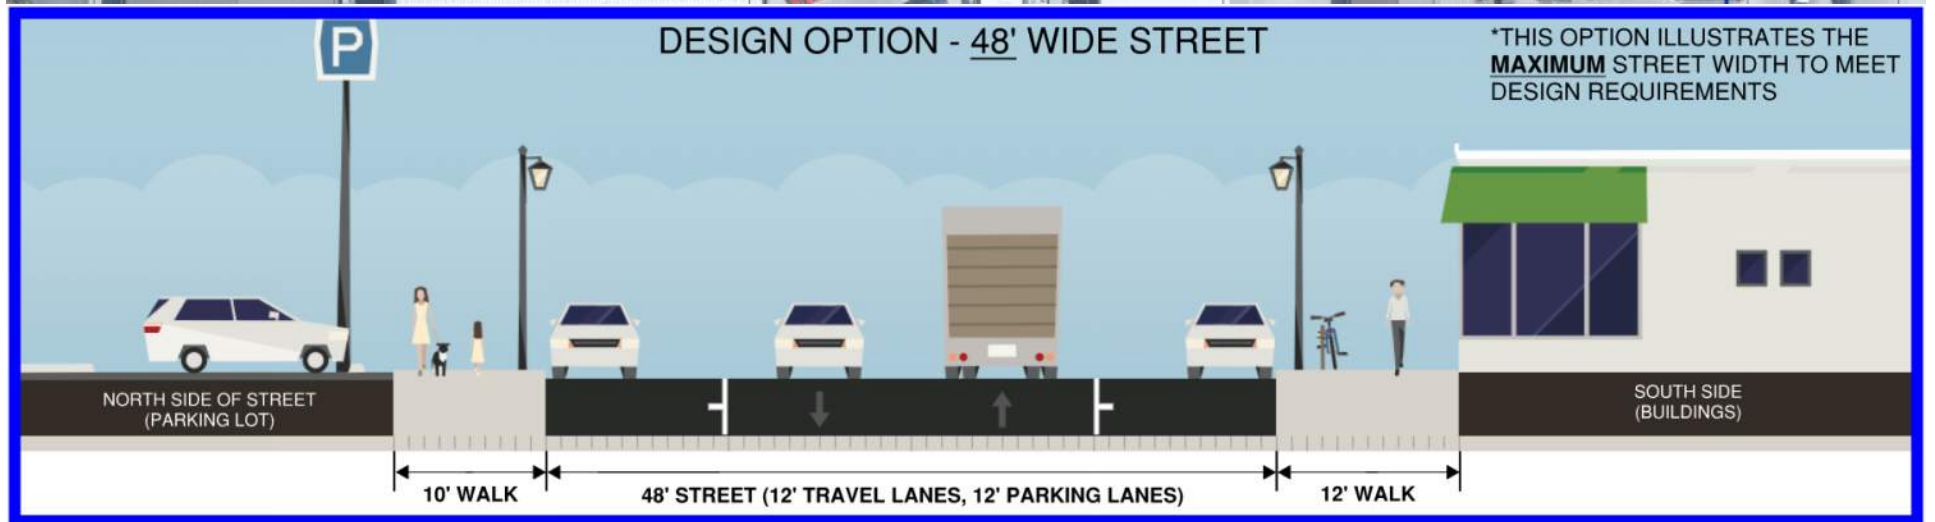 P
DESIGN OPTION - 48' WIDE STREET
*THIS OPTION ILLUSTRATES THE
MAXIMUM STREET WIDTH TO MEET
DESIGN REQUIREMENTS
NORTH SIDE OF STREET
(PARKING LOT)
SOUTH SIDE
(BUILDINGS)
10' WALK
48' STREET (12' TRAVEL LANES, 12' PARKING LANES)
12' WALK